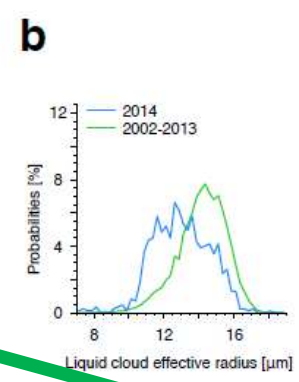 b
2014
2002-2013
12
8
4
0
Probabilities [%]
8 12 16
Liquid cloud effective radius [µm]